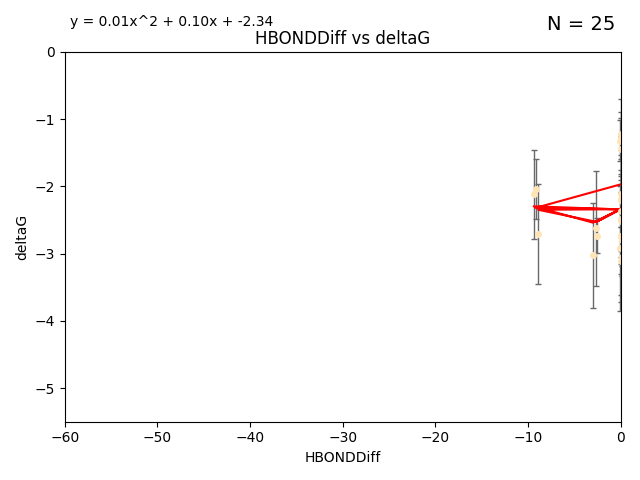 y = 0.01x^2 + 0.10x + -2.34
N = 25
HBONDDiff vs deltaG
deltaG
0
−1
−2
−3
−4
−5
−60
−50
−40
−30
−20
−10
0
HBONDDiff